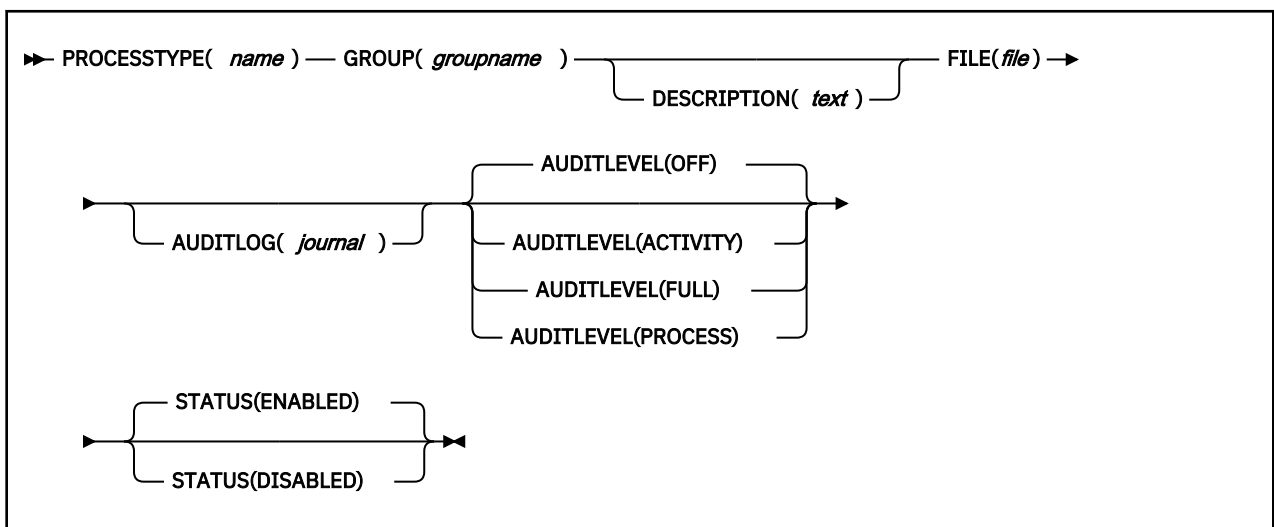 PROCESSTYPE( name ) GROUP( groupname ) FILE(file)
DESCRIPTION( text )
AUDITLEVEL(OFF)
AUDITLOG( journal ) AUDITLEVEL(ACTIVITY)
AUDITLEVEL(FULL)
AUDITLEVEL(PROCESS)
STATUS(ENABLED)
STATUS(DISABLED)